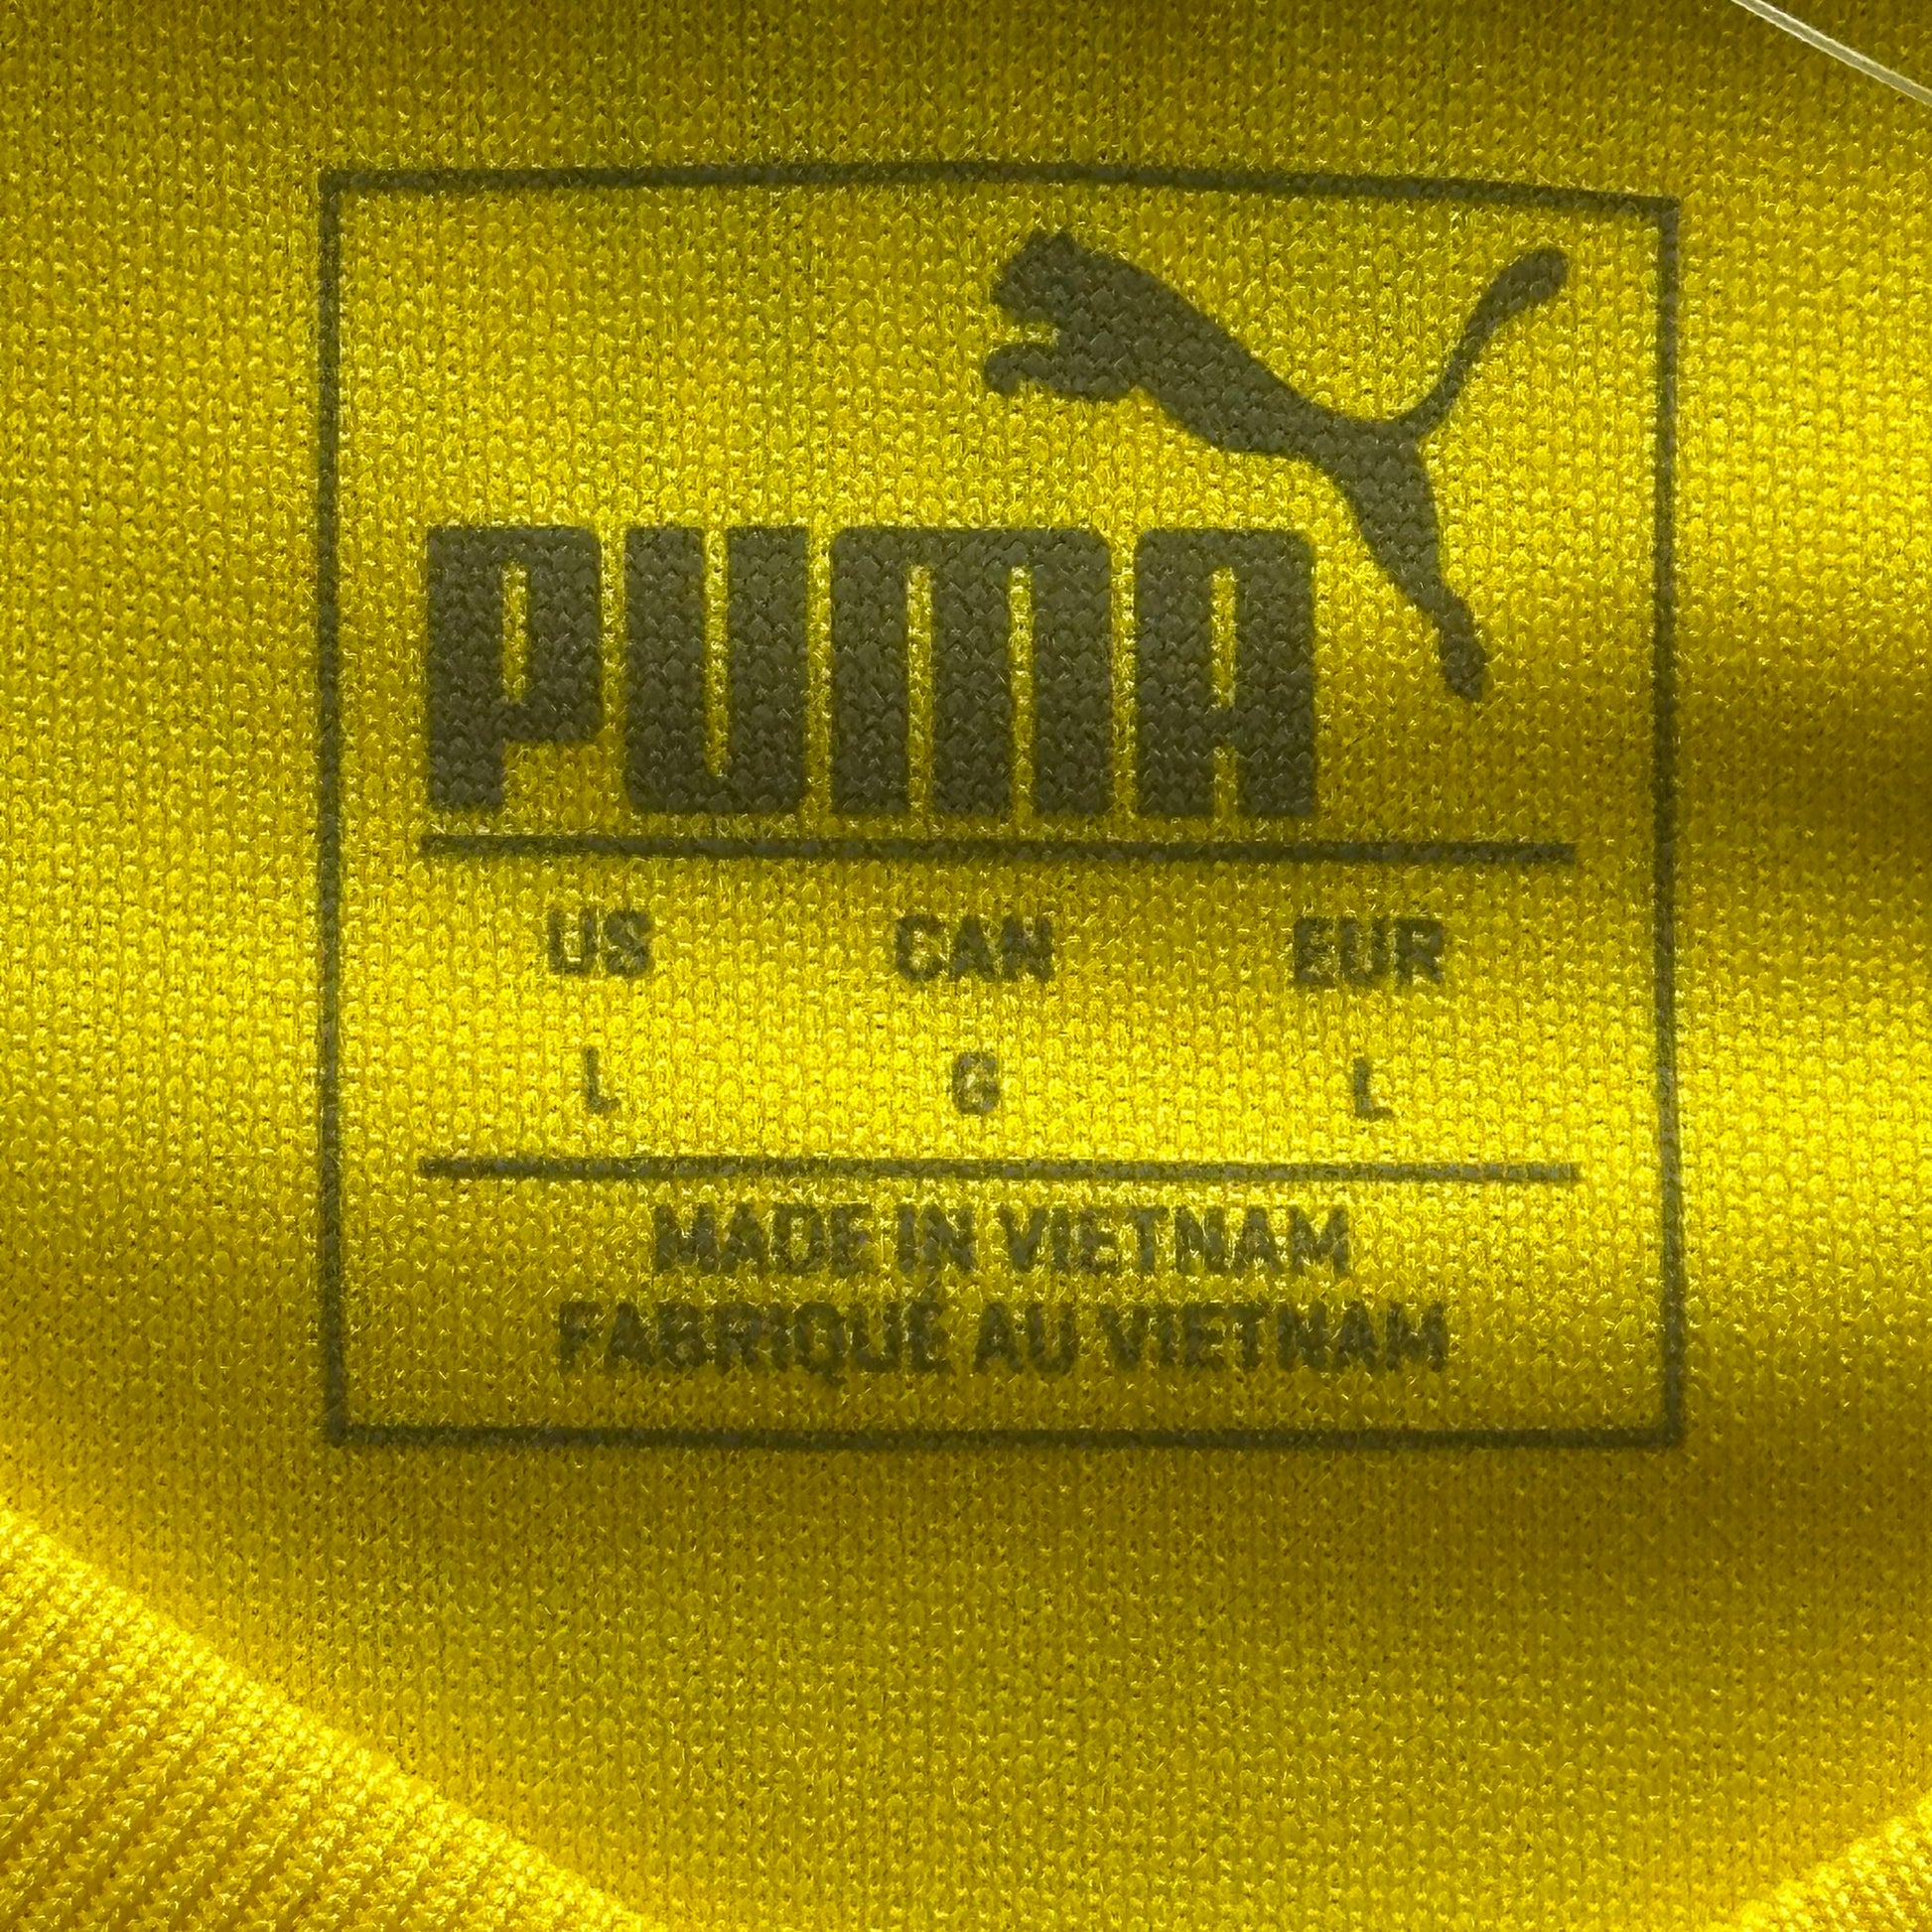 PUMA
US CAN EUR
L G L
MADE IN VIETNAM
FABRIQUÉ AU VIETNAM